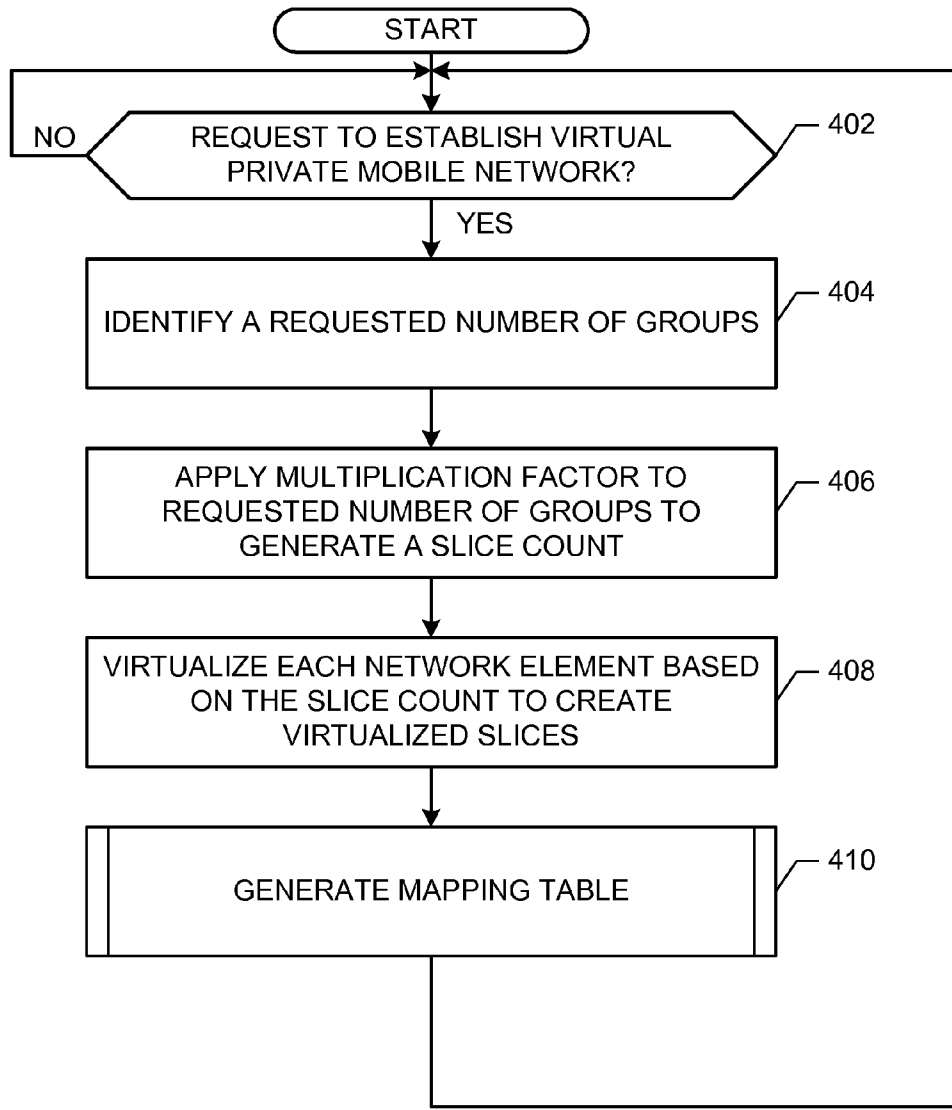 START
NO
REQUEST TO ESTABLISH VIRTUAL
PRIVATE MOBILE NETWORK?
402
YES
IDENTIFY A REQUESTED NUMBER OF GROUPS
404
APPLY MULTIPLICATION FACTOR TO
REQUESTED NUMBER OF GROUPS TO
GENERATE A SLICE COUNT
406
VIRTUALIZE EACH NETWORK ELEMENT BASED
ON THE SLICE COUNT TO CREATE
VIRTUALIZED SLICES
408
GENERATE MAPPING TABLE
410